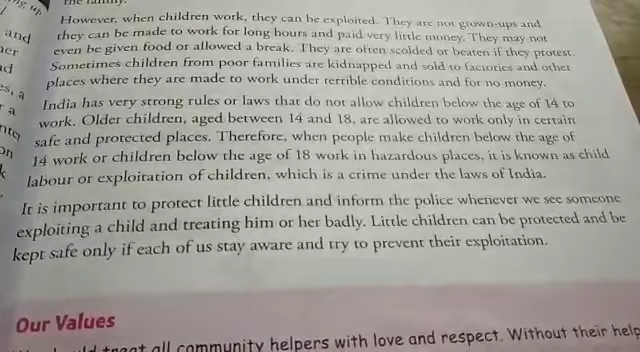 the family.
However, when children work, they can be exploited. They are not grown-ups and
they can be made to work for long hours and paid very little money. They may not
even be given food or allowed a break. They are often scolded or beaten if they protest.
Sometimes children from poor families are kidnapped and sold to factories and other
places where they are made to work under terrible conditions and for no money.
India has very strong rules or laws that do not allow children below the age of 14 to
work. Older children, aged between 14 and 18, are allowed to work only in certain
safe and protected places. Therefore, when people make children below the age of
14 work or children below the age of 18 work in hazardous places, it is known as child
labour or exploitation of children, which is a crime under the laws of India.
It is important to protect little children and inform the police whenever we see someone
exploiting a child and treating him or her badly. Little children can be protected and be
kept safe only if each of us stay aware and try to prevent their exploitation.
Our Values
treat all community helpers with love and respect. Without their help